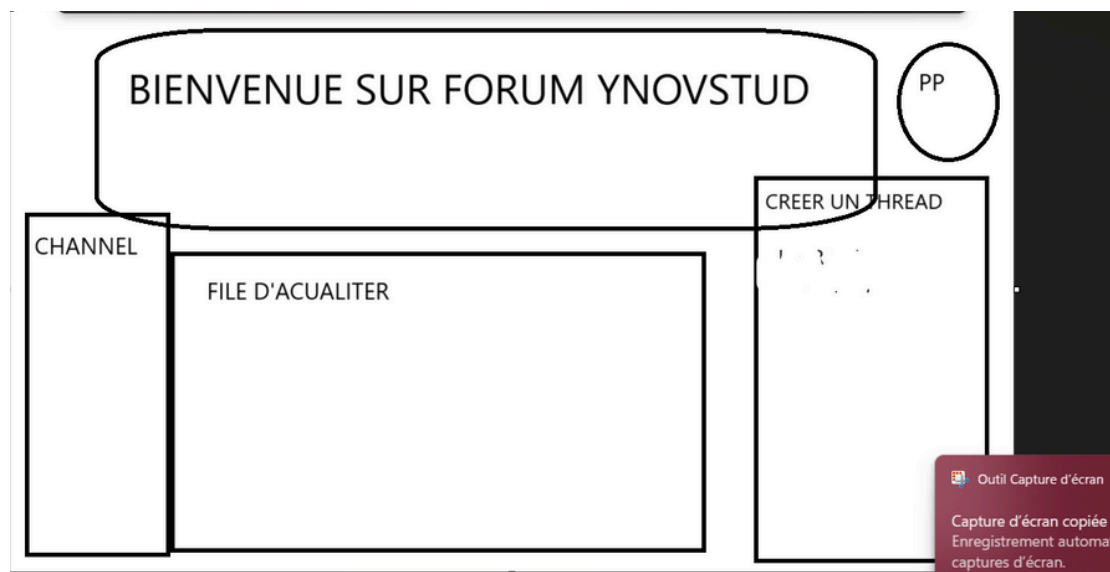 BIENVENUE SUR FORUM YNOVSTUD
PP
CREER UN THREAD
CHANNEL
FILE D'ACUALITER
Outil Capture d'écran
Capture d'écran copiée
Enregistrement automa
captures d'écran.